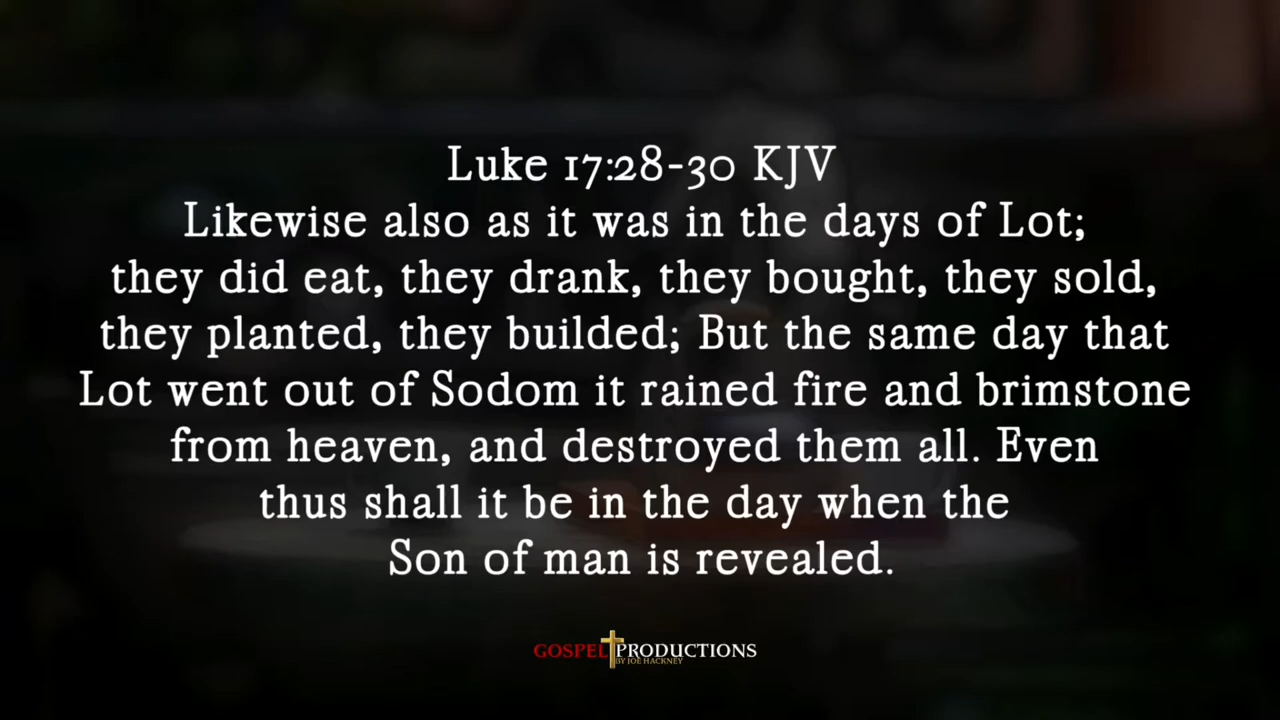 Luke 17:28-30 KJV
Likewise also as it was in the days of Lot;
they did eat, they drank, they bought, they sold,
they planted, they builded; But the same day that
Lot went out of Sodom it rained fire and brimstone
from heaven, and destroyed them all. Even
thus shall it be in the day when the
Son of man is revealed.
GOSPEL PRODUCTIONS
BY JOE HACKNEY